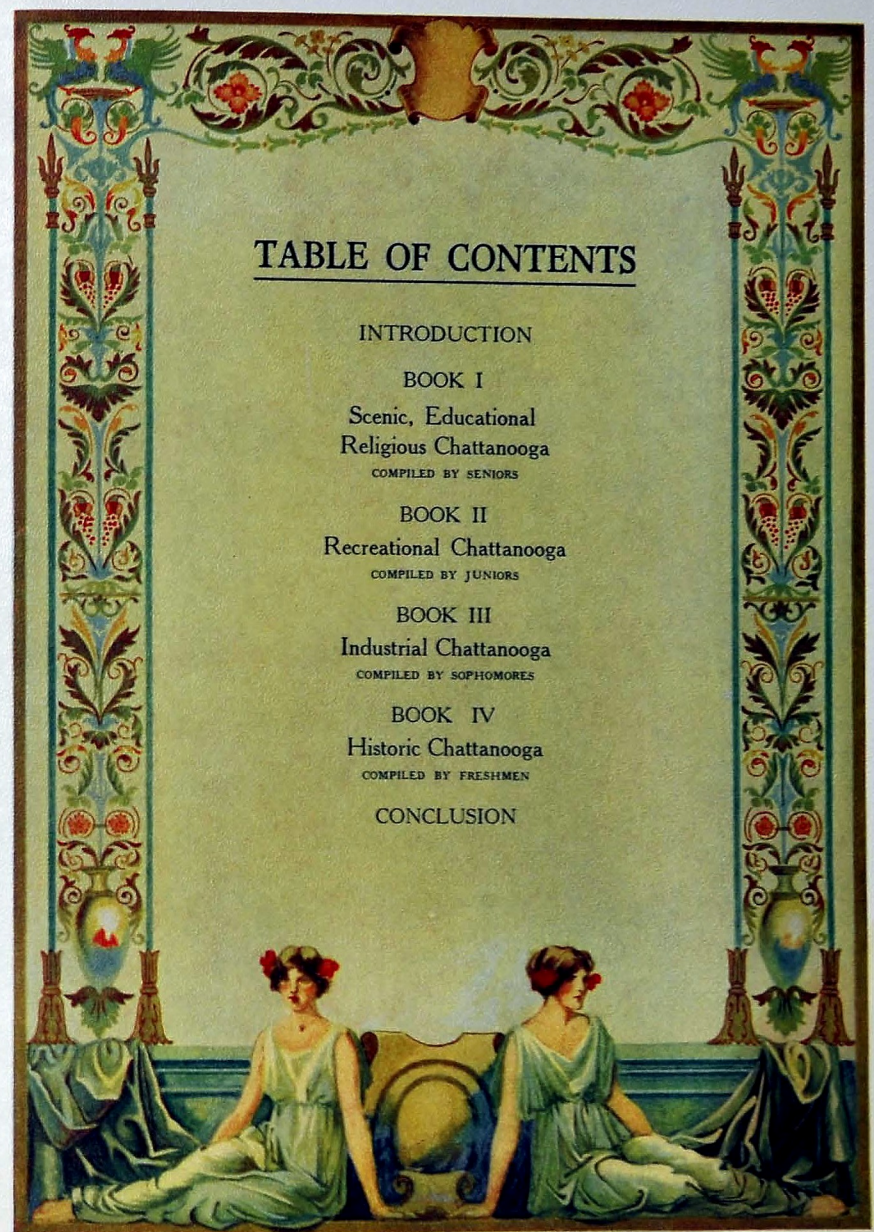 TABLE OF CONTENTS
INTRODUCTION
BOOK I
Scenic, Educational
Religious Chattanooga
COMPILED BY SENIORS
BOOK II
Recreational Chattanooga
COMPILED BY JUNIORS
BOOK III
Industrial Chattanooga
COMPILED BY SOPHOMORES
BOOK IV
Historic Chattanooga
COMPILED BY FRESHMEN
CONCLUSION